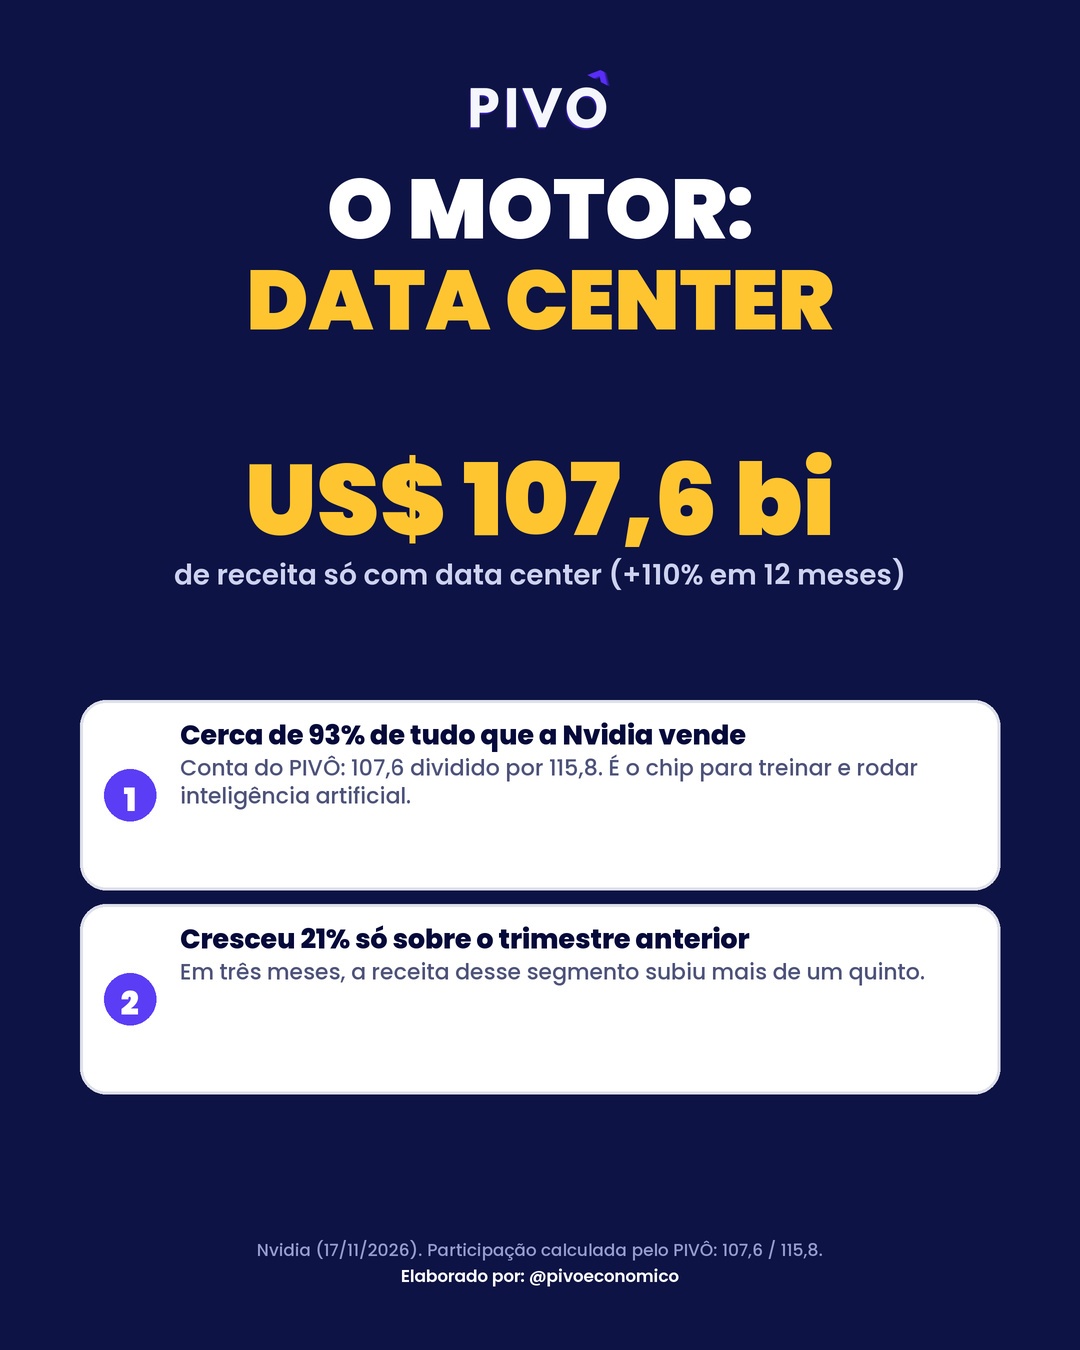 PIVÔ
O MOTOR:
DATA CENTER
US$ 107,6 bi
de receita só com data center (+110% em 12 meses)
Cerca de 93% de tudo que a Nvidia vende
Conta do PIVÔ: 107,6 dividido por 115,8. É o chip para treinar e rodar
1
inteligência artificial.
Cresceu 21% só sobre o trimestre anterior
Em três meses, a receita desse segmento subiu mais de um quinto.
2
Nvidia (17/11/2026). Participação calculada pelo PIVÔ: 107,6 / 115,8.
Elaborado por: @pivoeconomico